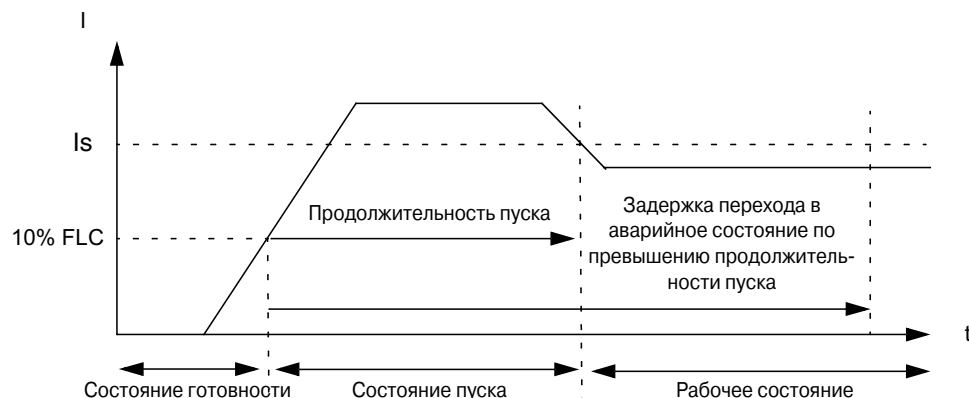 I
Is
Продолжительность пуска
Задержка перехода в
аварийное состояние по
превышению продолжитель-
ности пуска
10% FLC
t
Состояние готовности
Состояние пуска
Рабочее состояние